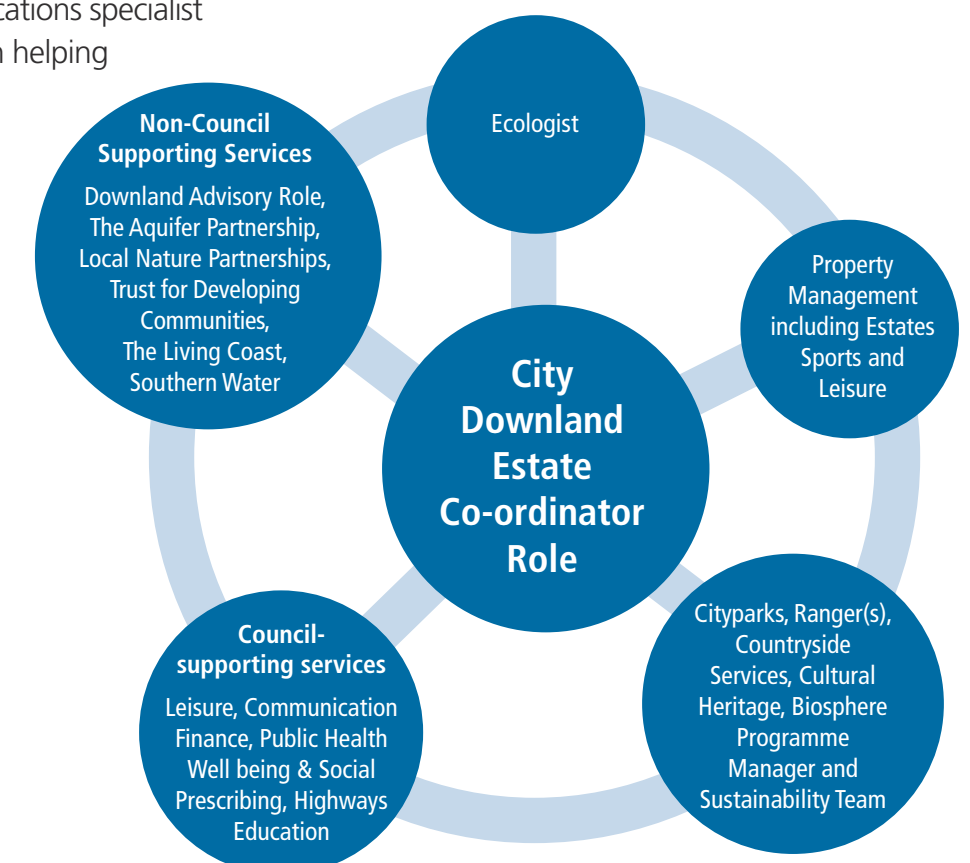 cations specialist
helping
Ecologist
Non-Council
Supporting Services
Downland Advisory Role,
The Aquifer Partnership,
Local Nature Partnerships,
Trust for Developing
Communities,
The Living Coast,
Southern Water
Property
Management
including Estates
Sports and
Leisure
City
Downland
Estate
Co-ordinator
Role
Council-
supporting services
Leisure, Communication
Finance, Public Health
Well being & Social
Prescribing, Highways
Education
Cityparks, Ranger(s),
Countryside
Services, Cultural
Heritage, Biosphere
Programme
Manager and
Sustainability Team